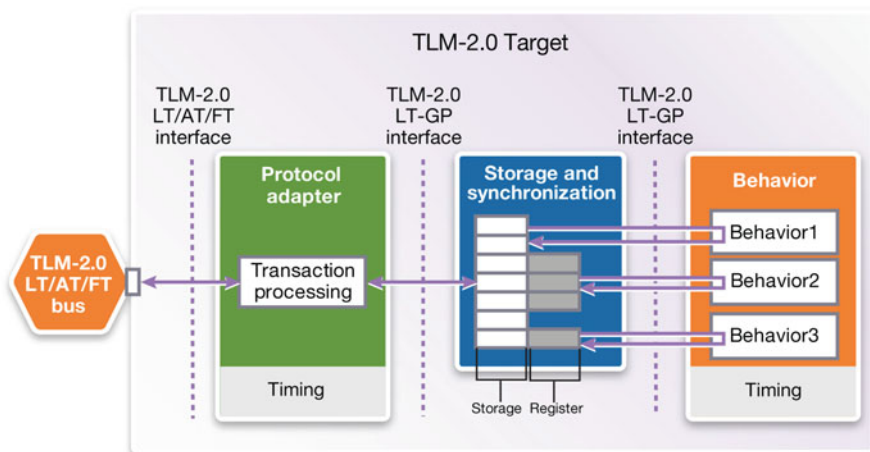 TLM-2.0 Target
TLM-2.0
LT/AT/FT
interface
TLM-2.0
LT-GP
interface
TLM-2.0
LT-GP
interface
Protocol
adapter
Storage and
synchronization
Behavior
TLM-2.0
LT/AT/FT
bus
Transaction
processing
Behavior1
Behavior2
Behavior3
Timing
Storage
Register
Timing